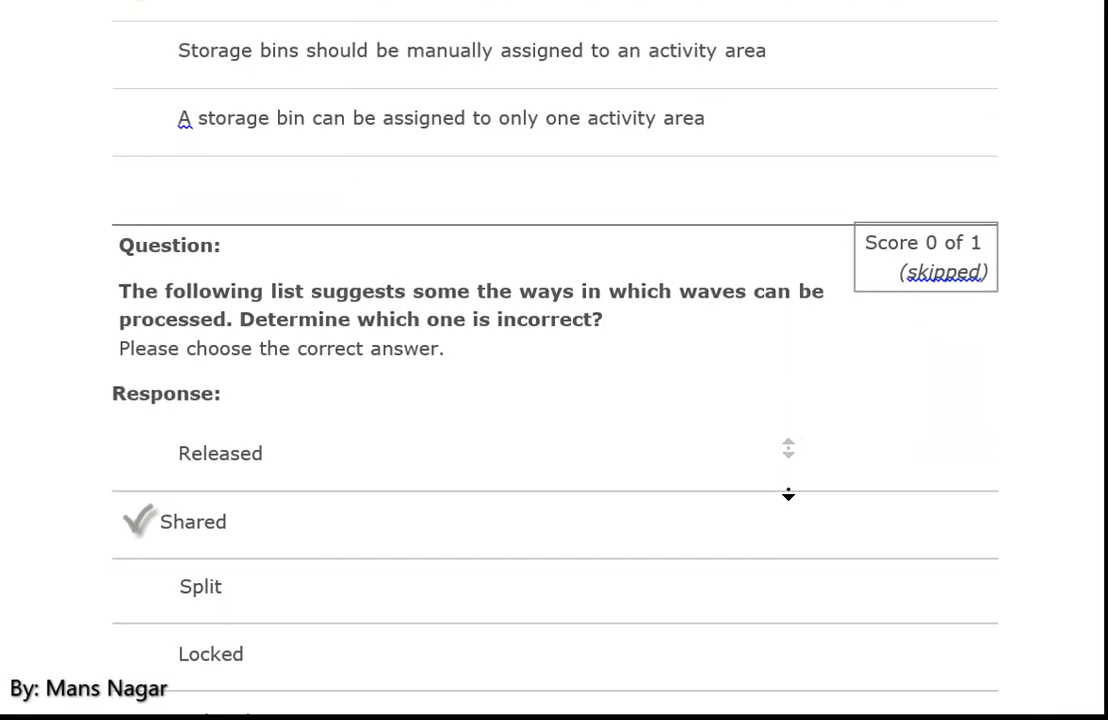 Storage bins should be manually assigned to an activity area
A storage bin can be assigned to only one activity area
Question:
Score 0 of 1
(skipped)
The following list suggests some the ways in which waves can be
processed. Determine which one is incorrect?
Please choose the correct answer.
Response:
Released
Shared
Split
Locked
By: Mans Nagar